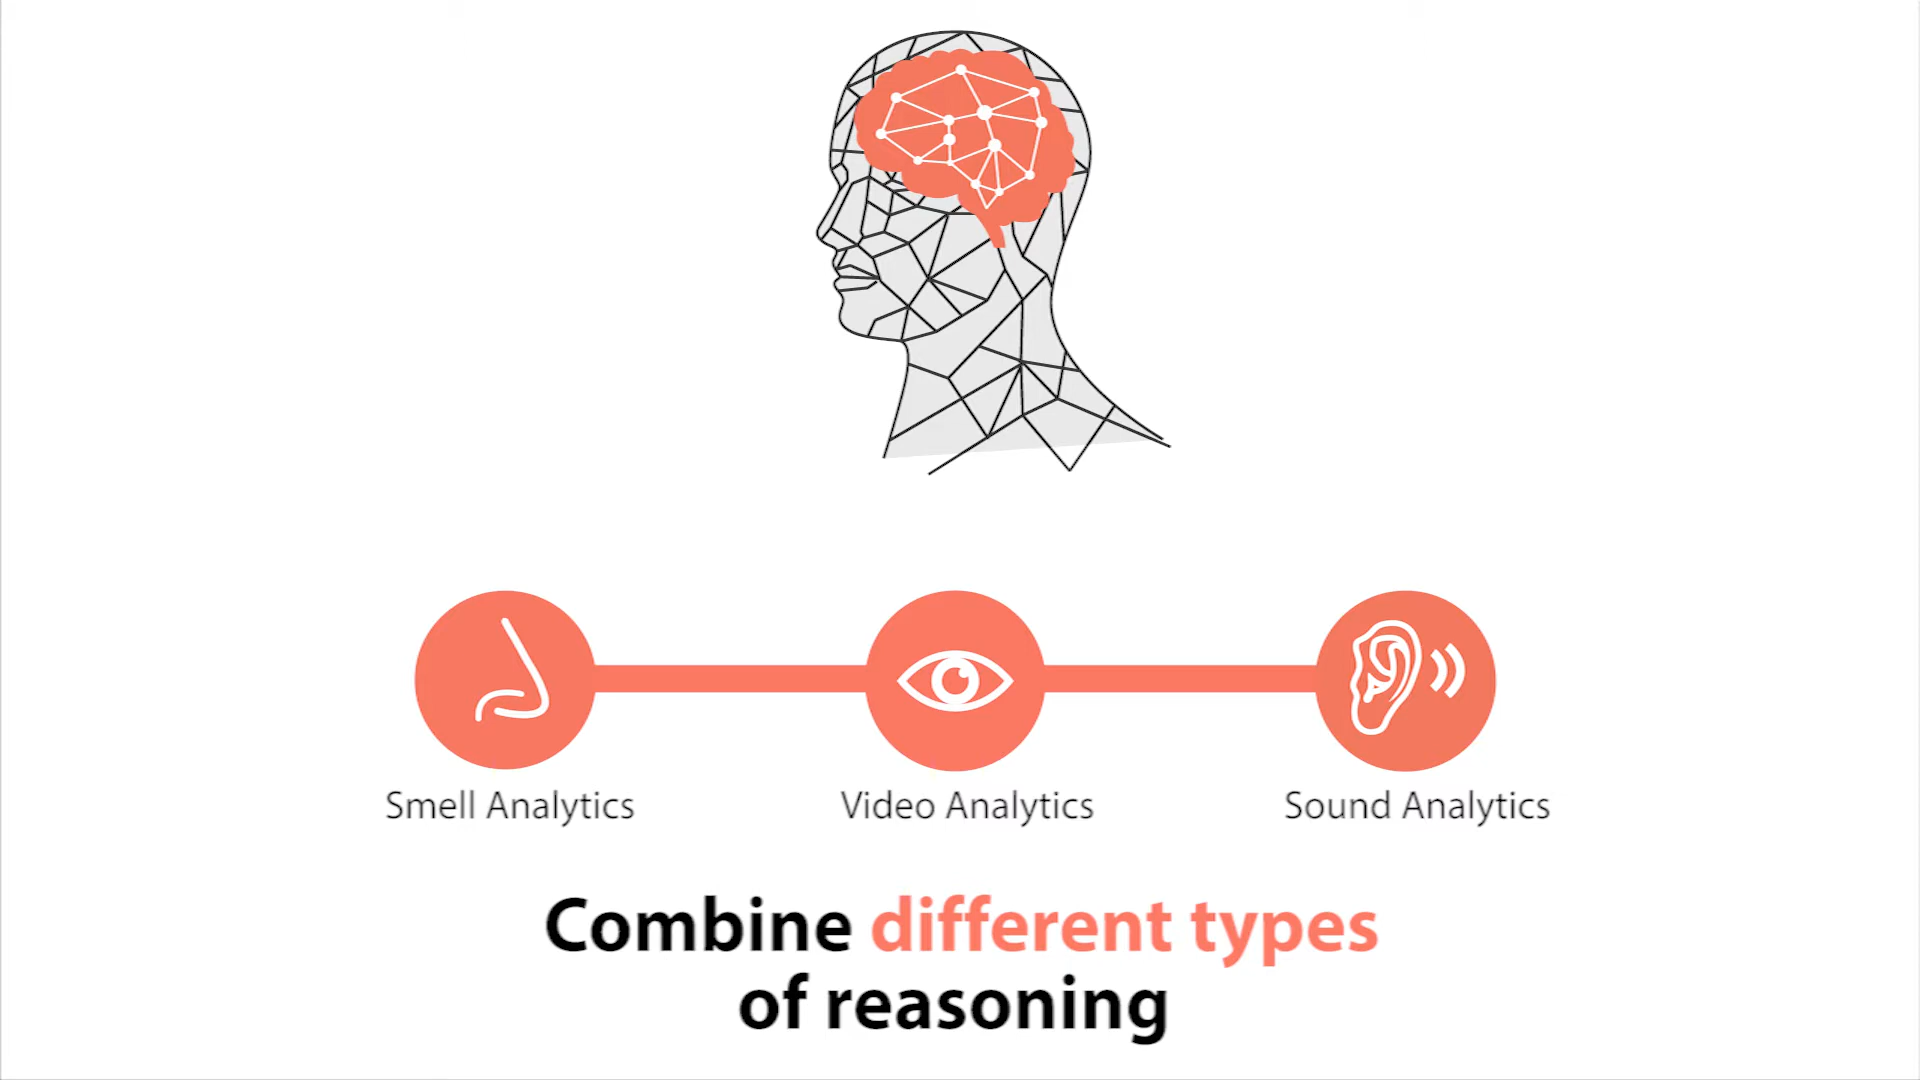 Smell Analytics
Video Analytics
Sound Analytics
Combine different types
of reasoning